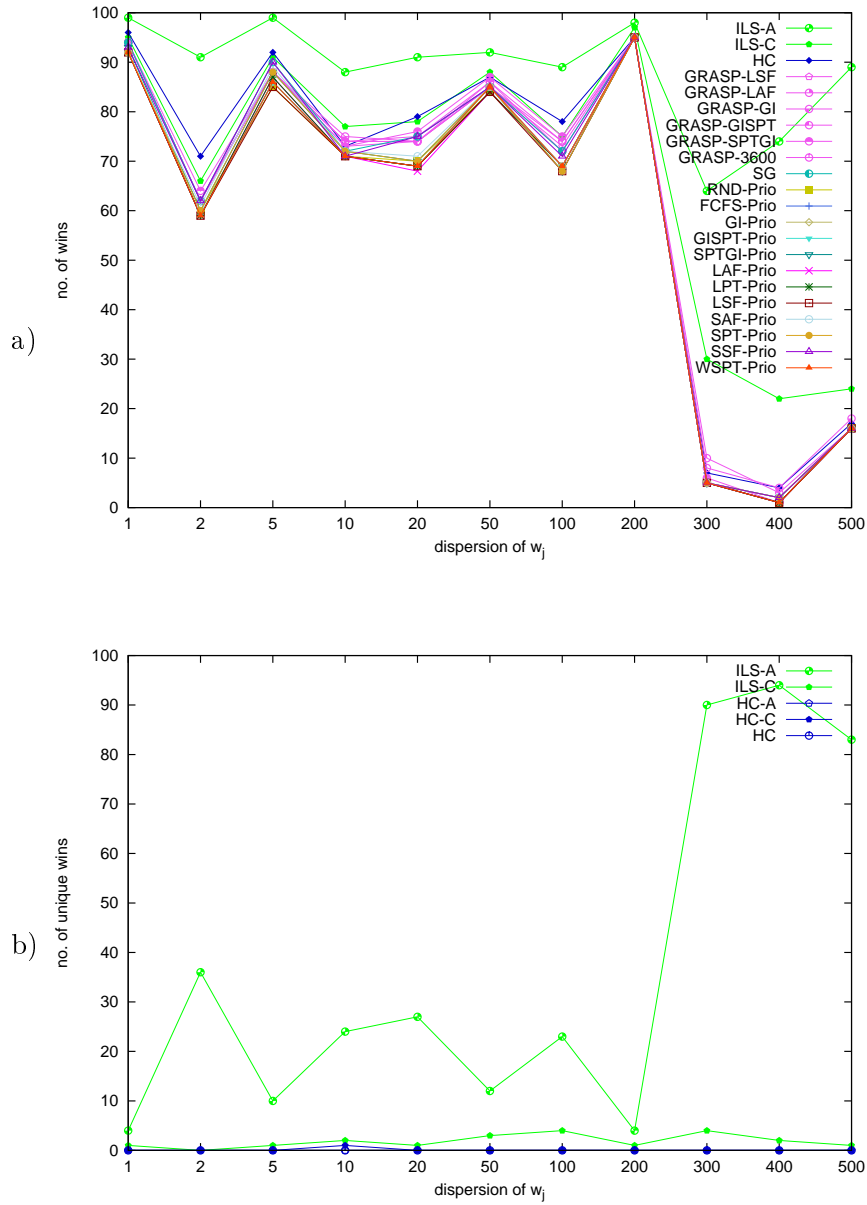 a)
no. of wins
100
90
80
70
60
50
40
30
20
10
0
1 2 5 10 20 50 100 200 300 400 500
dispersion of w_j
ILS-A
ILS-C
HC
GRASP-LSF
GRASP-LAF
GRASP-GI
GRASP-GISPT
GRASP-SPTGI
GRASP-3600
SG
RND-Prio
FCFS-Prio
GI-Prio
GISPT-Prio
SPTGI-Prio
LAF-Prio
LPT-Prio
LSF-Prio
SAF-Prio
SPT-Prio
SSF-Prio
WSPT-Prio
b)
no. of unique wins
100
90
80
70
60
50
40
30
20
10
0
1 2 5 10 20 50 100 200 300 400 500
dispersion of w_j
ILS-A
ILS-C
HC-A
HC-C
HC